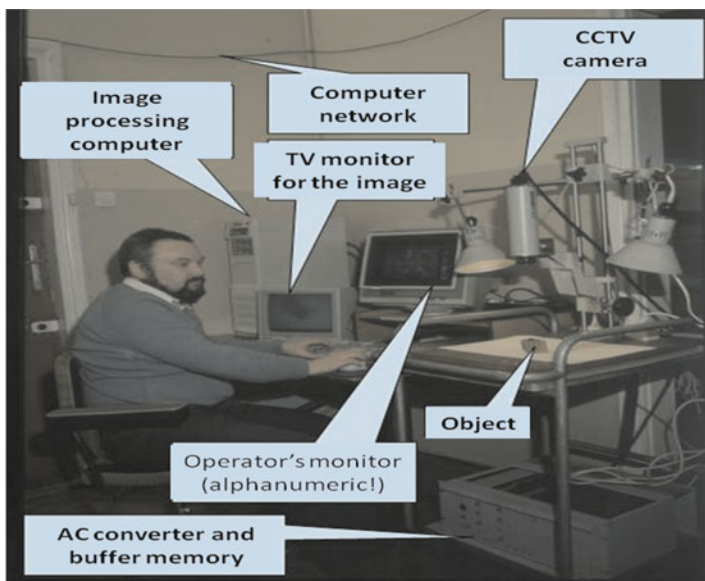 CCTV
camera
Image
processing
computer
Computer
network
TV monitor
for the image
Object
Operator's monitor
(alphanumeric!)
AC converter and
buffer memory